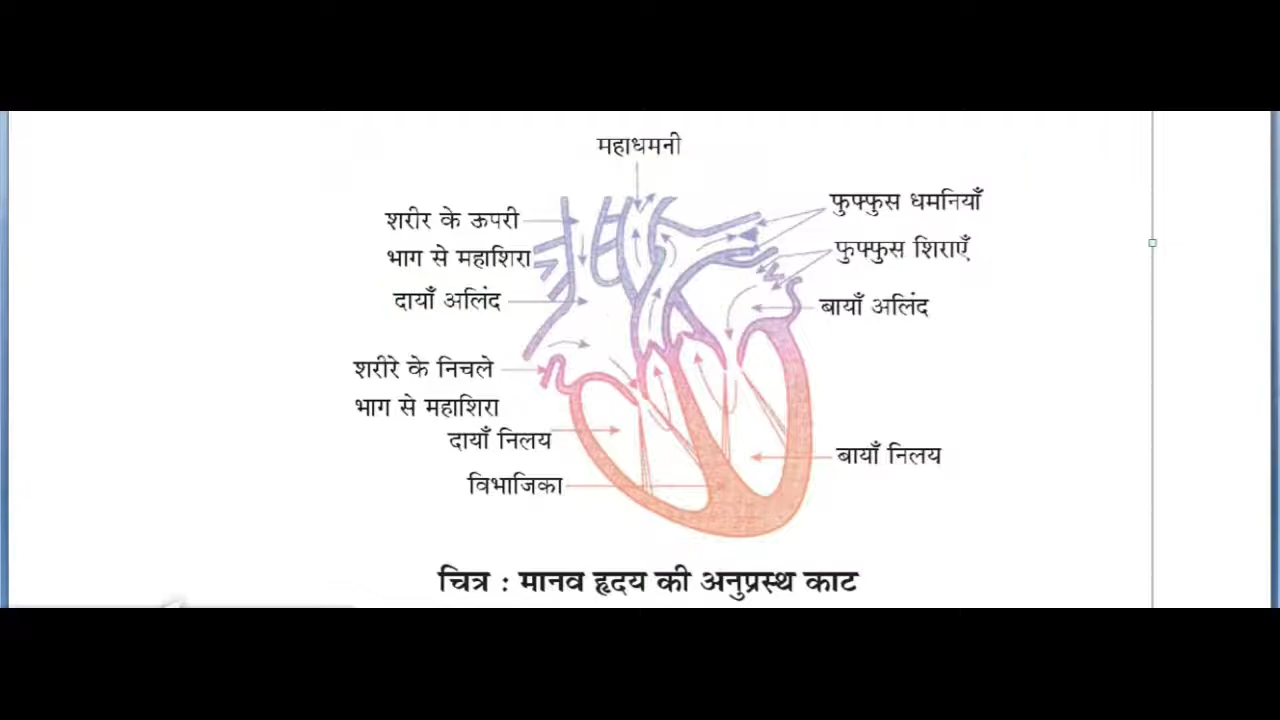 महाधमनी
शरीर के ऊपरी
भाग से महाशिरा
दायाँ अलिंद
शरीरे के निचले
भाग से महाशिरा
दायाँ निलय
विभाजिका
फुफ्फुस धमनियाँ
फुफ्फुस शिराएँ
बायाँ अलिंद
बायाँ निलय
चित्र : मानव हृदय की अनुप्रस्थ काट